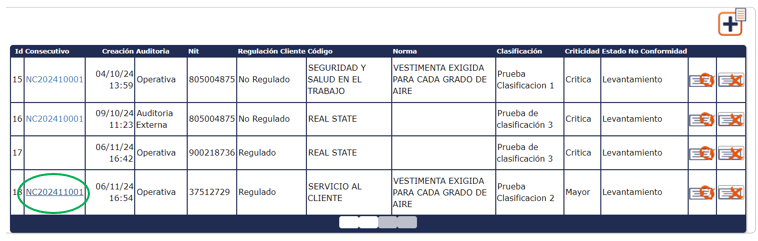 Id Consecutivo Creación Auditoria Nit Regulación Cliente Código Norma Clasificación Criticidad Estado No Conformidad
15 NC202410001 04/10/24 13:59 Operativa 805004875 No Regulado SEGURIDAD Y SALUD EN EL TRABAJO VESTIMENTA EXIGIDA PARA CADA GRADO DE AIRE Prueba Clasificacion 1 Critica Levantamiento
16 NC202410001 09/10/24 11:23 Auditoria Externa 805004875 No Regulado REAL STATE Prueba de clasificación 3 Critica Levantamiento
17 06/11/24 16:42 Operativa 900218736 Regulado REAL STATE Prueba de clasificación 3 Critica Levantamiento
18 NC202411001 06/11/24 16:54 Operativa 37512729 Regulado SERVICIO AL CLIENTE VESTIMENTA EXIGIDA PARA CADA GRADO DE AIRE Prueba Clasificacion 2 Mayor Levantamiento